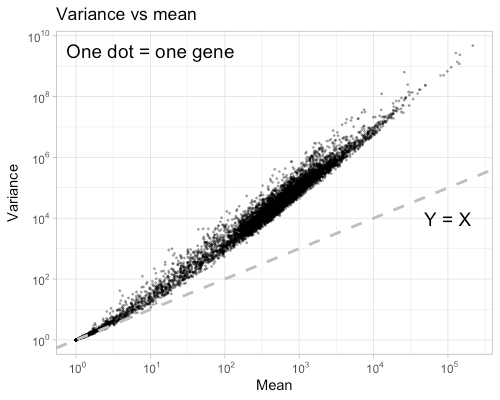 Variance vs mean
One dot = one gene
Y = X
Variance
10¹⁰
10⁸
10⁶
10⁴
10²
10⁰
10⁰
10¹
10²
10³
10⁴
10⁵
Mean